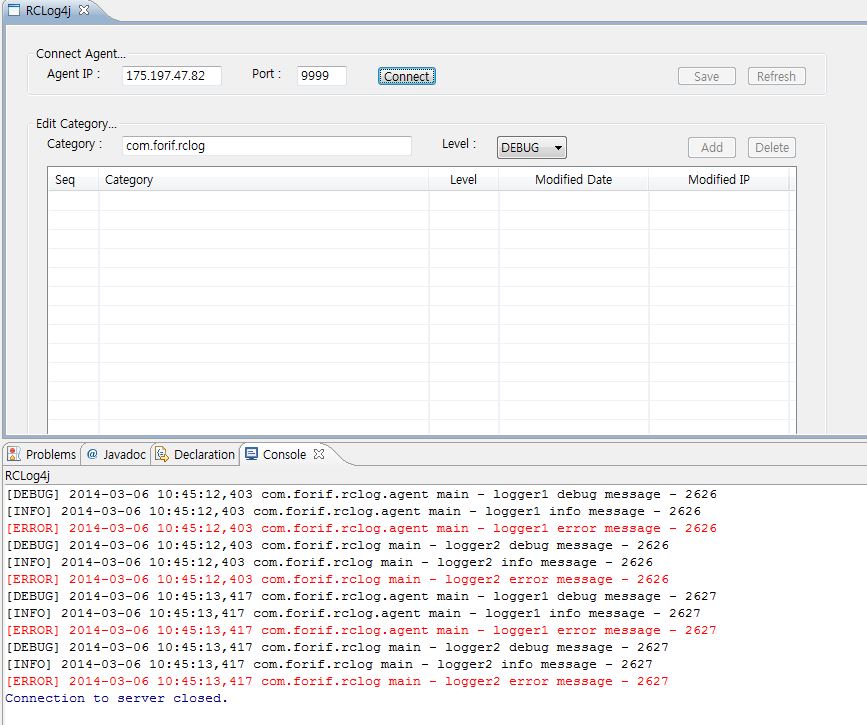 RCLog4j
Connect Agent...
Agent IP : 175.197.47.82 Port : 9999 Connect Save Refresh
Edit Category...
Category : com.forif.rclog Level : DEBUG Add Delete
Seq Category Level Modified Date Modified IP
Problems @ Javadoc Declaration Console
RCLog4j
[DEBUG] 2014-03-06 10:45:12,403 com.forif.rclog.agent main - logger1 debug message - 2626
[INFO] 2014-03-06 10:45:12,403 com.forif.rclog.agent main - logger1 info message - 2626
[ERROR] 2014-03-06 10:45:12,403 com.forif.rclog.agent main - logger1 error message - 2626
[DEBUG] 2014-03-06 10:45:12,403 com.forif.rclog main - logger2 debug message - 2626
[INFO] 2014-03-06 10:45:12,403 com.forif.rclog main - logger2 info message - 2626
[ERROR] 2014-03-06 10:45:12,403 com.forif.rclog main - logger2 error message - 2626
[DEBUG] 2014-03-06 10:45:13,417 com.forif.rclog.agent main - logger1 debug message - 2627
[INFO] 2014-03-06 10:45:13,417 com.forif.rclog.agent main - logger1 info message - 2627
[ERROR] 2014-03-06 10:45:13,417 com.forif.rclog.agent main - logger1 error message - 2627
[DEBUG] 2014-03-06 10:45:13,417 com.forif.rclog main - logger2 debug message - 2627
[INFO] 2014-03-06 10:45:13,417 com.forif.rclog main - logger2 info message - 2627
[ERROR] 2014-03-06 10:45:13,417 com.forif.rclog main - logger2 error message - 2627
Connection to server closed.